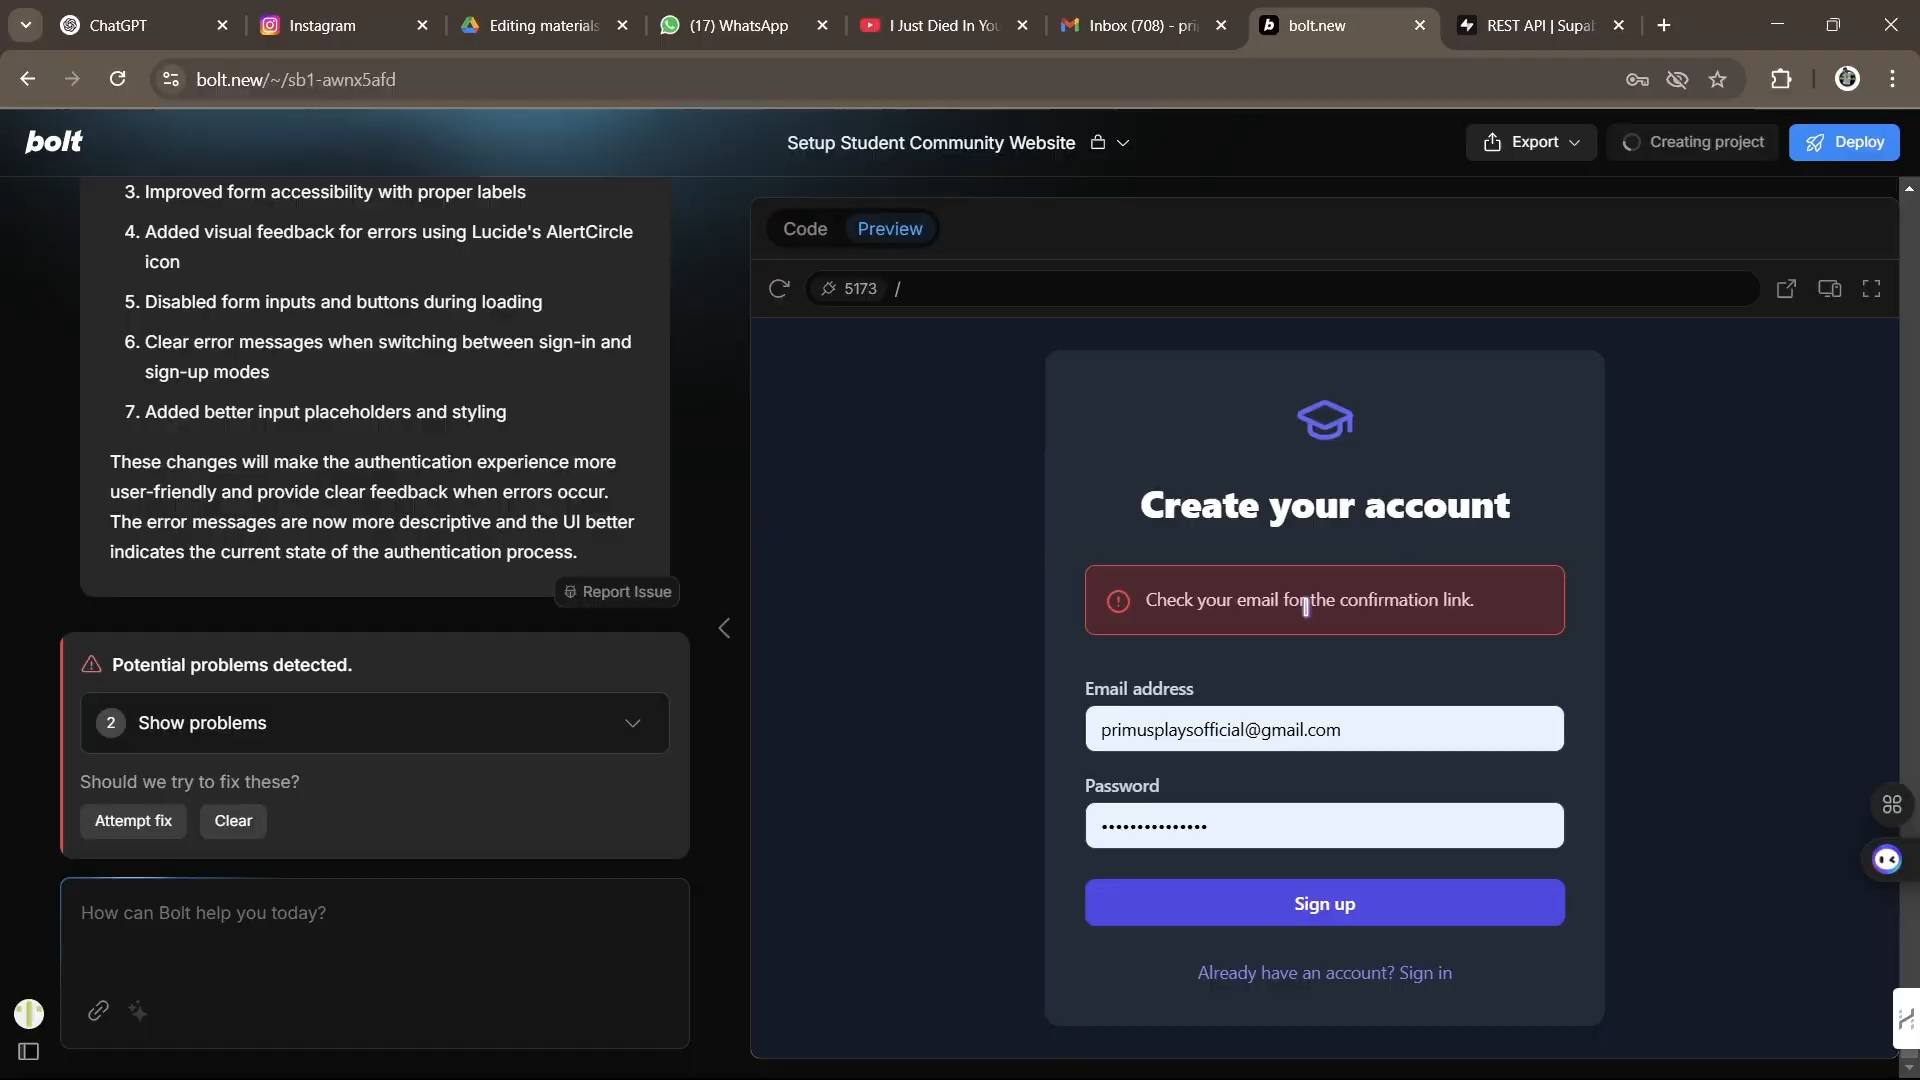 ChatGPT
Instagram
Editing materials
(17) WhatsApp
I Just Died In You
Inbox (708) - pri
bolt.new
REST API | Supab
bolt.new/~/sb1-awnx5afd
bolt
Setup Student Community Website
Export
Creating project
Deploy
3. Improved form accessibility with proper labels
4. Added visual feedback for errors using Lucide's AlertCircle
icon
5. Disabled form inputs and buttons during loading
6. Clear error messages when switching between sign-in and
sign-up modes
7. Added better input placeholders and styling
These changes will make the authentication experience more
user-friendly and provide clear feedback when errors occur.
The error messages are now more descriptive and the UI better
indicates the current state of the authentication process.
Report Issue
Potential problems detected.
2 Show problems
Should we try to fix these?
Attempt fix Clear
How can Bolt help you today?
Code Preview
5173 /
Create your account
Check your email for the confirmation link.
Email address
primusplaysofficial@gmail.com
Password
•••••••••••••••
Sign up
Already have an account? Sign in